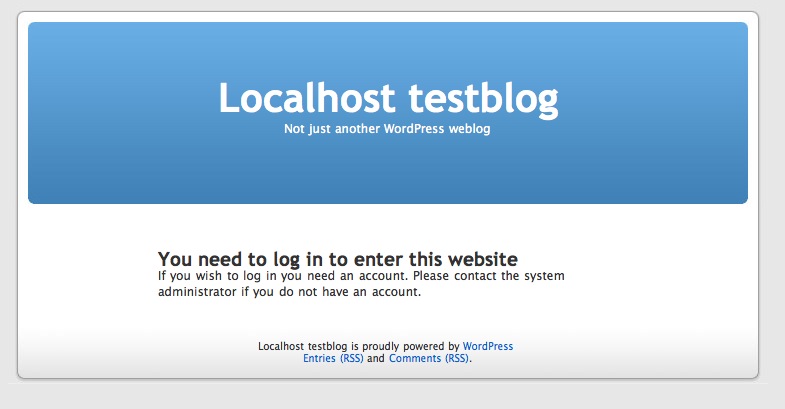 Localhost testblog
Not just another WordPress weblog
You need to log in to enter this website
If you wish to log in you need an account. Please contact the system
administrator if you do not have an account.
Localhost testblog is proudly powered by WordPress
Entries (RSS) and Comments (RSS).